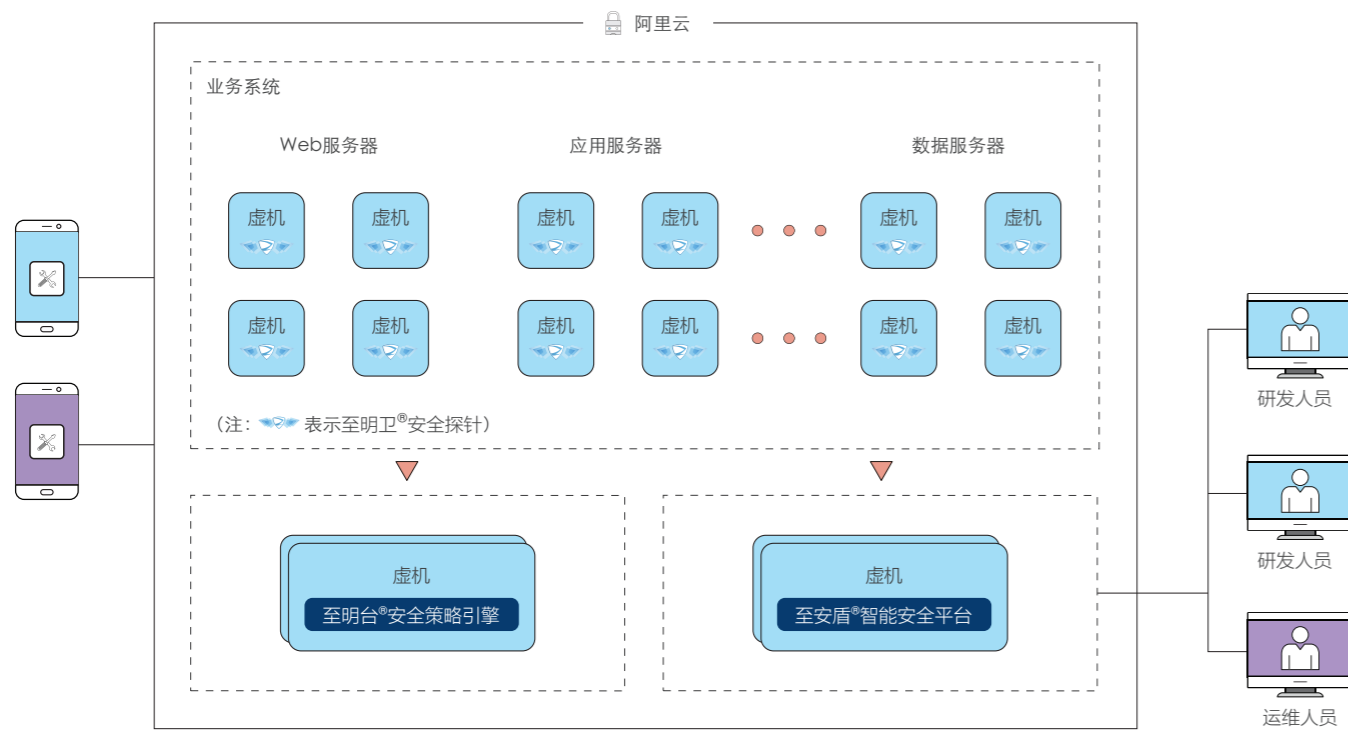 阿里云
业务系统
Web服务器 应用服务器 数据服务器
虚机 虚机 虚机 虚机 虚机 虚机
虚机 虚机 虚机 虚机 虚机 虚机
（注： 表示至明卫®安全探针）
研发人员
虚机 虚机
至明台®安全策略引擎 至安盾®智能安全平台
研发人员
运维人员